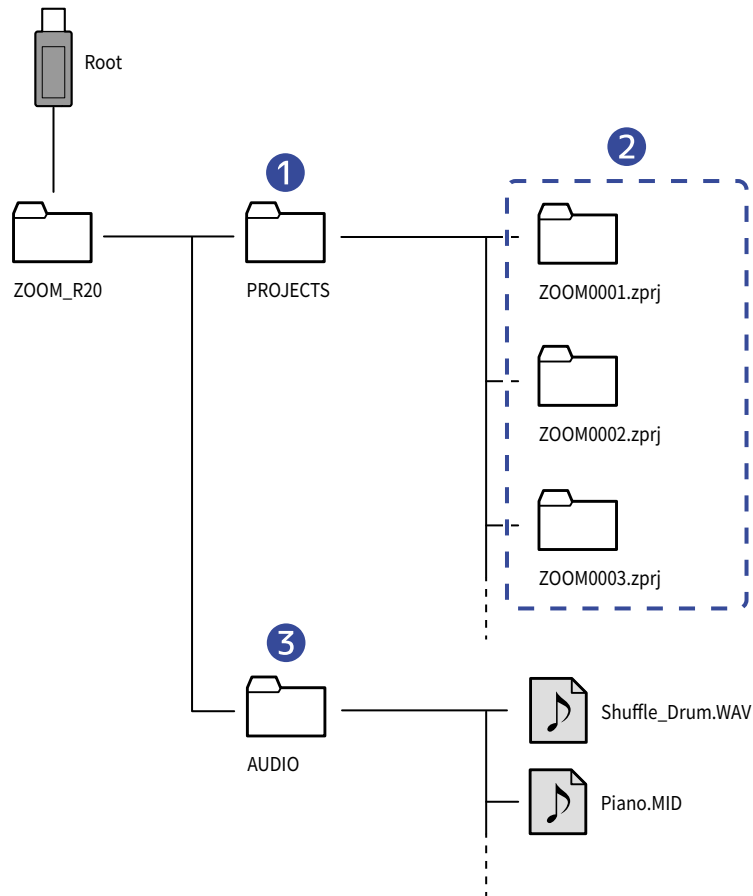 Root
1
2
ZOOM_R20
PROJECTS
ZOOM0001.zprj
ZOOM0002.zprj
ZOOM0003.zprj
3
AUDIO
Shuffle_Drum.WAV
Piano.MID